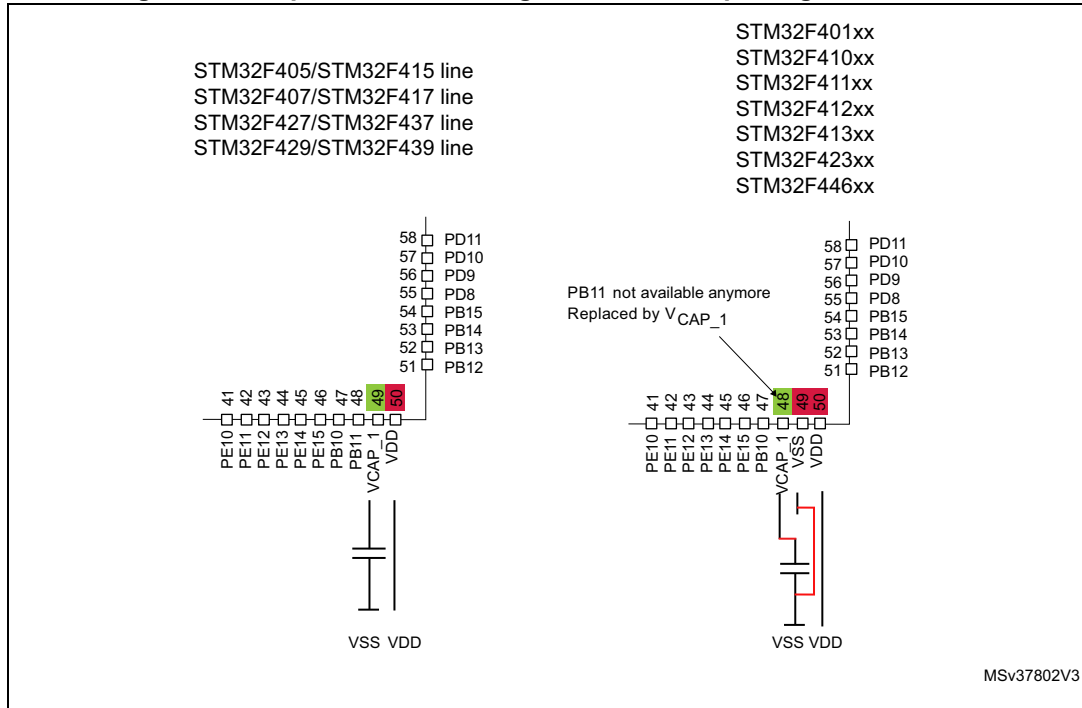 STM32F405/STM32F415 line
STM32F407/STM32F417 line
STM32F427/STM32F437 line
STM32F429/STM32F439 line
58 PD11
57 PD10
56 PD9
55 PD8
54 PB15
53 PB14
52 PB13
51 PB12
41 42 43 44 45 46 47 48 49 50
PE10 PE11 PE12 PE13 PE14 PE15 PB10 PB11 VCAP_1 VDD
VSS VDD
STM32F401xx
STM32F410xx
STM32F411xx
STM32F412xx
STM32F413xx
STM32F423xx
STM32F446xx
58 PD11
57 PD10
56 PD9
55 PD8
54 PB15
53 PB14
52 PB13
51 PB12
PB11 not available anymore
Replaced by VCAP_1
41 42 43 44 45 46 47 48 49 50
PE10 PE11 PE12 PE13 PE14 PE15 PB10 VCAP_1 VSS VDD
VSS VDD
MSv37802V3